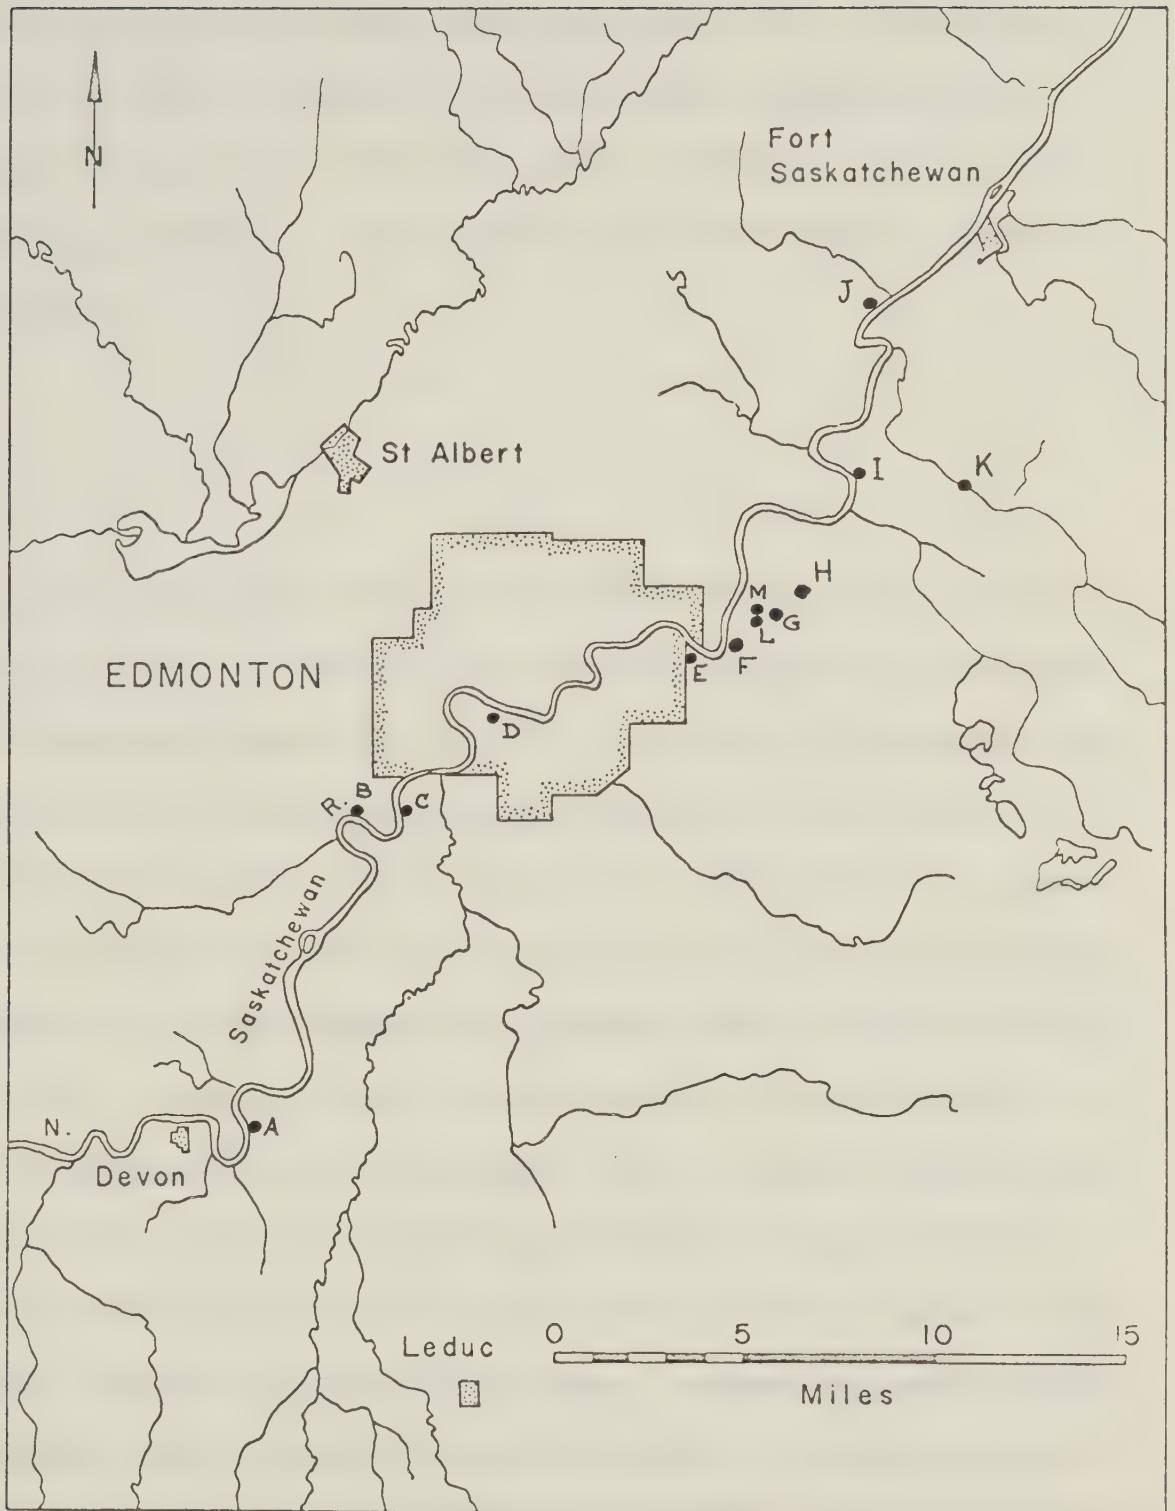 N
Fort
Saskatchewan
J
St Albert
I
K
H
M
G
L
F
E
EDMONTON
D
R.
B
C
Saskatchewan
N.
A
Devon
Leduc
0 5 10 15
Miles